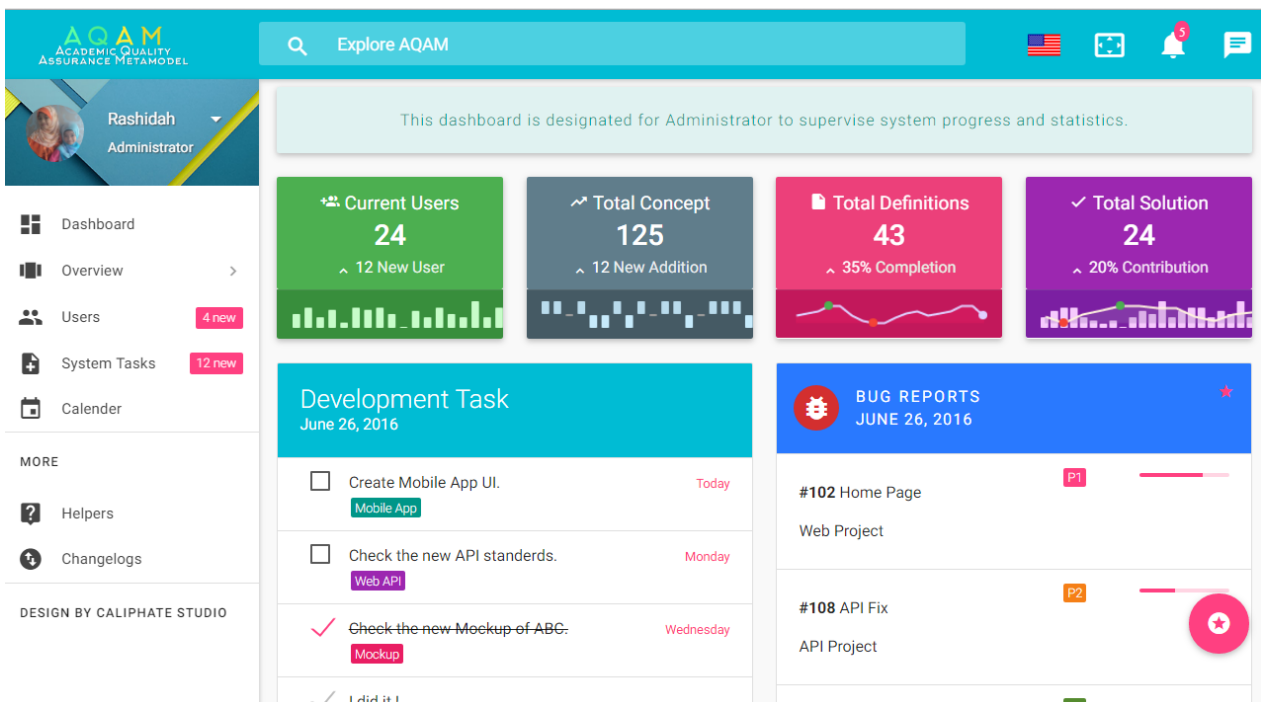 AQAM
ACADEMIC QUALITY
ASSURANCE METAMODEL
Explore AQAM
5
Rashidah
Administrator
This dashboard is designated for Administrator to supervise system progress and statistics.
Dashboard
Overview
Users
4 new
System Tasks
12 new
Calender
MORE
Helpers
Changelogs
DESIGN BY CALIPHATE STUDIO
Current Users
24
12 New User
Total Concept
125
12 New Addition
Total Definitions
43
35% Completion
Total Solution
24
20% Contribution
Development Task
June 26, 2016
Create Mobile App UI.
Today
Mobile App
Check the new API standerds.
Monday
Web API
Check the new Mockup of ABC.
Wednesday
Mockup
I did it !
BUG REPORTS
JUNE 26, 2016
#102 Home Page
P1
Web Project
#108 API Fix
P2
API Project